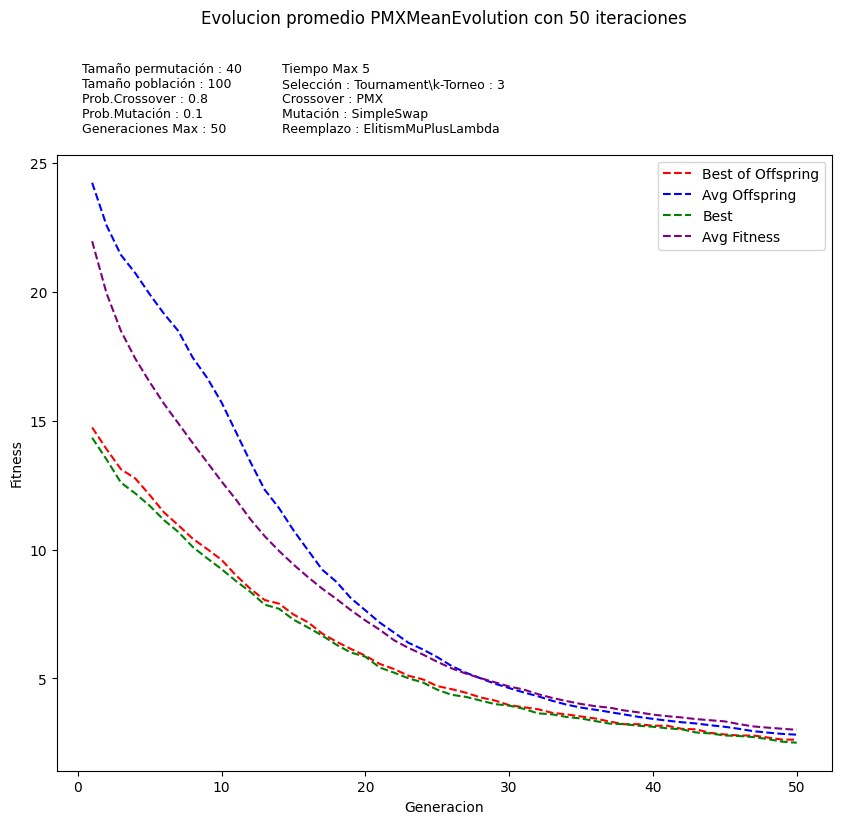 Evolucion promedio PMXMeanEvolution con 50 iteraciones
Tamaño permutación : 40
Tamaño población : 100
Prob.Crossover : 0.8
Prob.Mutación : 0.1
Generaciones Max : 50
Tiempo Max 5
Selección : Tournament\k-Torneo : 3
Crossover : PMX
Mutación : SimpleSwap
Reemplazo : ElitismMuPlusLambda
Best of Offspring
Avg Offspring
Best
Avg Fitness
Fitness
25
20
15
10
5
0
10
20
30
40
50
Generacion